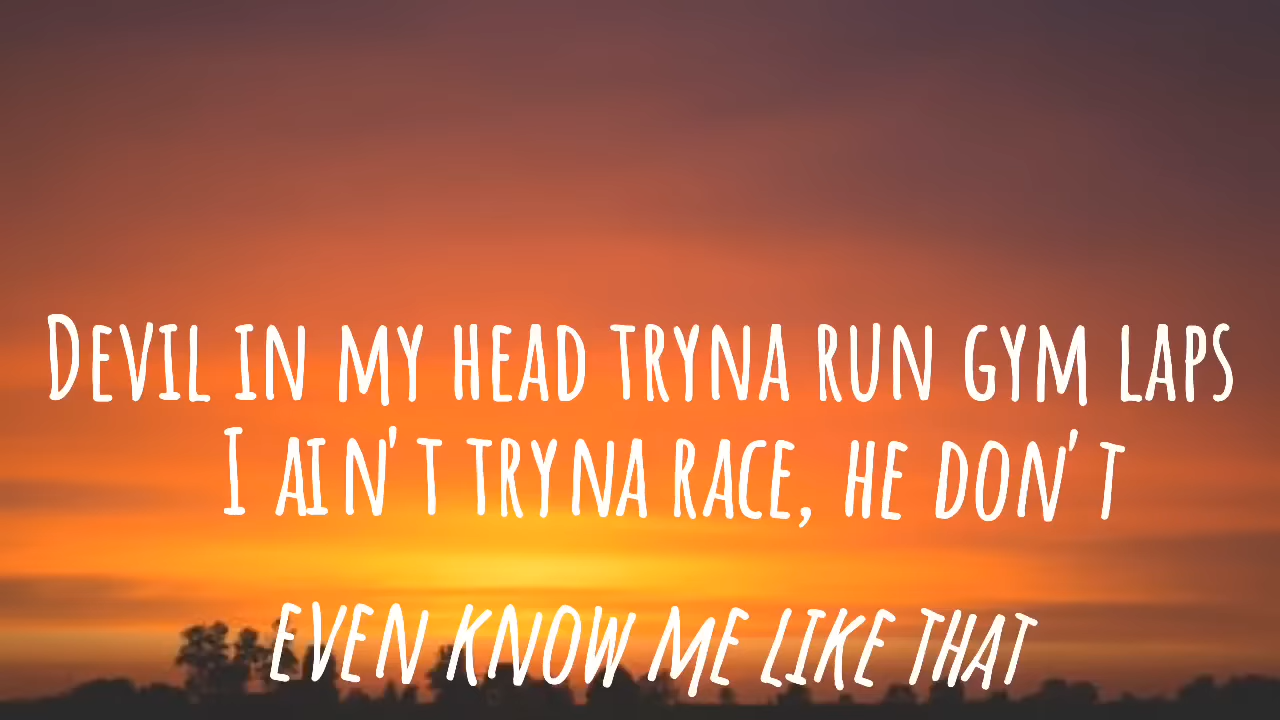 Devil in my head tryna run gym laps
I ain't tryna race, he don't
even know me like that